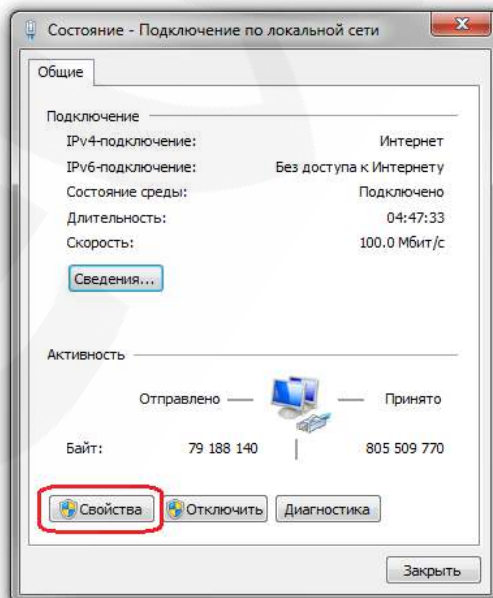 Состояние - Подключение по локальной сети
Общие
Подключение
IPv4-подключение: Интернет
IPv6-подключение: Без доступа к Интернету
Состояние среды: Подключено
Длительность: 04:47:33
Скорость: 100.0 Мбит/с
Сведения...
Активность
Отправлено — — Принято
Байт: 79 188 140 | 805 509 770
Свойства Отключить Диагностика
Закрыть